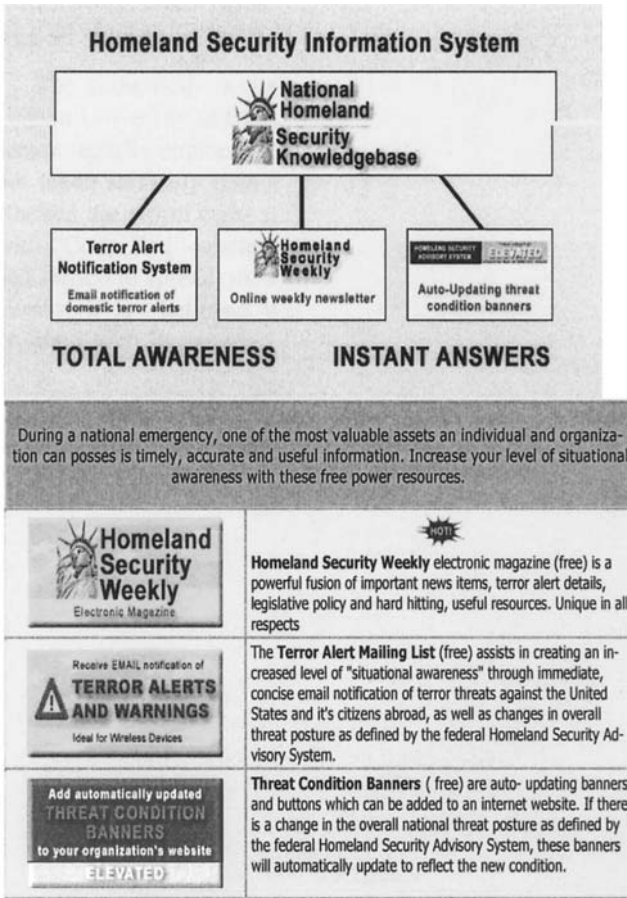 Homeland Security Information System
National
Homeland
Security
Knowledgebase
Terror Alert
Notification System
Email notification of
domestic terror alerts
Homeland
Security
Weekly
Online weekly newsletter
HOMELAND SECURITY
ADVISORY SYSTEM
ELEVATED
Auto-Updating threat
condition banners
TOTAL AWARENESS
INSTANT ANSWERS
During a national emergency, one of the most valuable assets an individual and organiza-
tion can posses is timely, accurate and useful information. Increase your level of situational
awareness with these free power resources.
Homeland
Security
Weekly
Electronic Magazine
HOT!
Homeland Security Weekly electronic magazine (free) is a
powerful fusion of important news items, terror alert details,
legislative policy and hard hitting, useful resources. Unique in all
respects
Receive EMAIL notification of
TERROR ALERTS
AND WARNINGS
Ideal for Wireless Devices
The Terror Alert Mailing List (free) assists in creating an in-
creased level of "situational awareness" through immediate,
concise email notification of terror threats against the United
States and it's citizens abroad, as well as changes in overall
threat posture as defined by the federal Homeland Security Ad-
visory System.
Add automatically updated
THREAT CONDITION
BANNERS
to your organization's website
ELEVATED
Threat Condition Banners ( free) are auto- updating banners
and buttons which can be added to an internet website. If there
is a change in the overall national threat posture as defined by
the federal Homeland Security Advisory System, these banners
will automatically update to reflect the new condition.